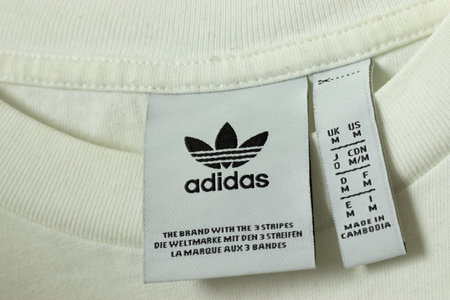 adidas
THE BRAND WITH THE 3 STRIPES
DIE WELTMARKE MIT DEN 3 STREIFEN
LA MARQUE AUX 3 BANDES
UK M US M
J O CDN M/M
D M F M
E M I M
MADE IN
CAMBODIA